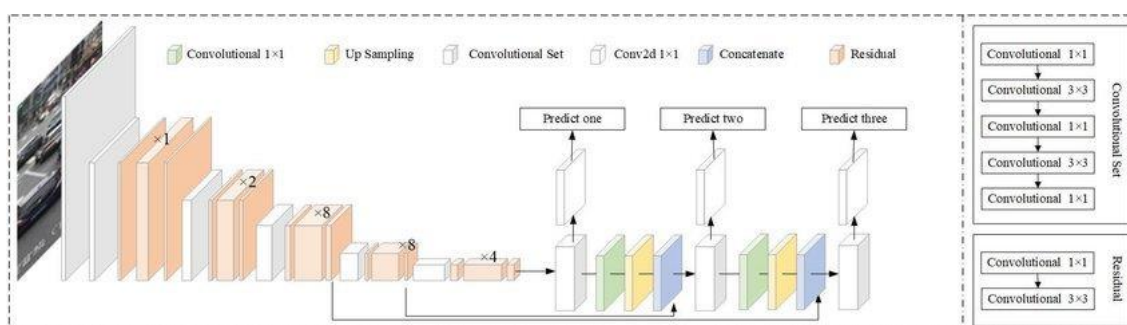 Convolutional 1×1
Up Sampling
Convolutional Set
Conv2d 1×1
Concatenate
Residual
×1
×2
×8
×8
×4
Predict one
Predict two
Predict three
Convolutional 1×1
Convolutional 3×3
Convolutional 1×1
Convolutional 3×3
Convolutional 1×1
Convolutional Set
Convolutional 1×1
Convolutional 3×3
Residual